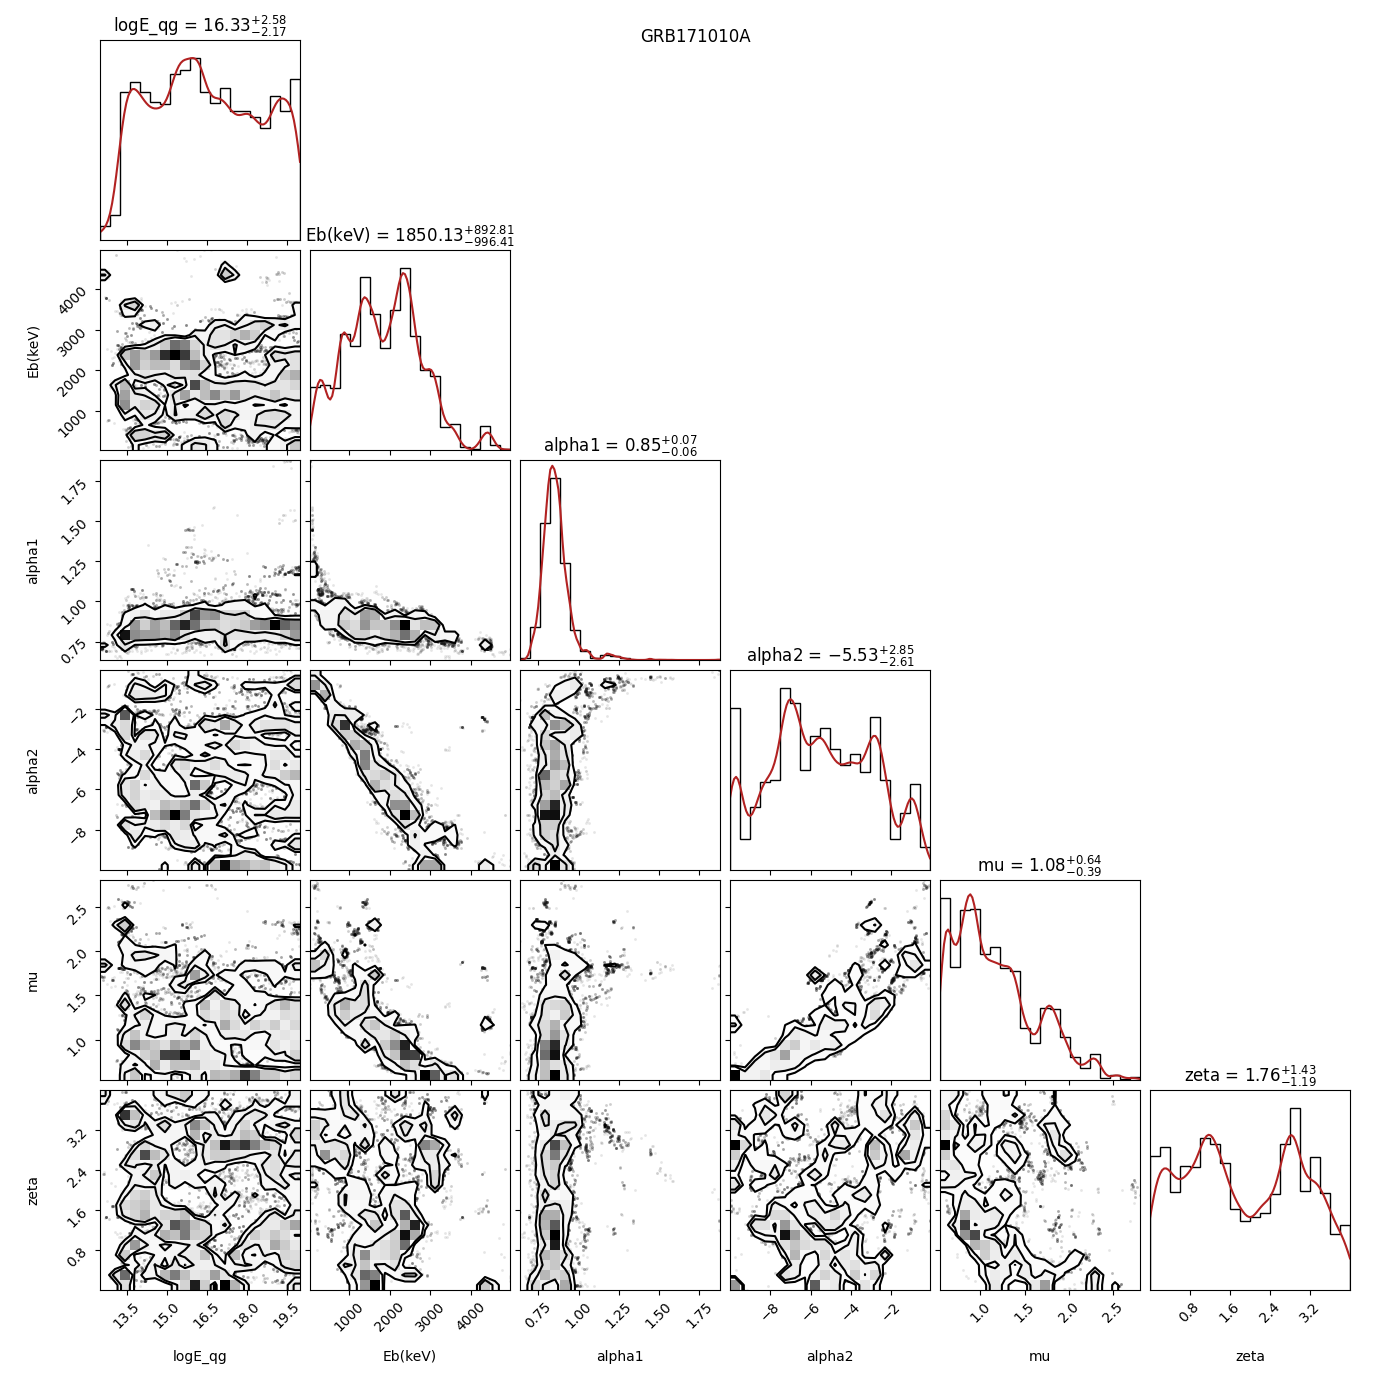 GRB171010A
logE_qg = 16.33+2.58 −2.17
Eb(keV) = 1850.13+892.81 −996.41
Eb(keV)
4000
3000
2000
1000
alpha1 = 0.85+0.07 −0.06
alpha1
1.75
1.50
1.25
1.00
0.75
alpha2 = −5.53+2.85 −2.61
alpha2
−2
−4
−6
−8
mu = 1.08+0.64 −0.39
mu
2.5
2.0
1.5
1.0
zeta = 1.76+1.43 −1.19
zeta
3.2
2.4
1.6
0.8
13.5 15.0 16.5 18.0 19.5 1000 2000 3000 4000 0.75 1.00 1.25 1.50 1.75 −8 −6 −4 −2 1.0 1.5 2.0 2.5 0.8 1.6 2.4 3.2
logE_qg Eb(keV) alpha1 alpha2 mu zeta